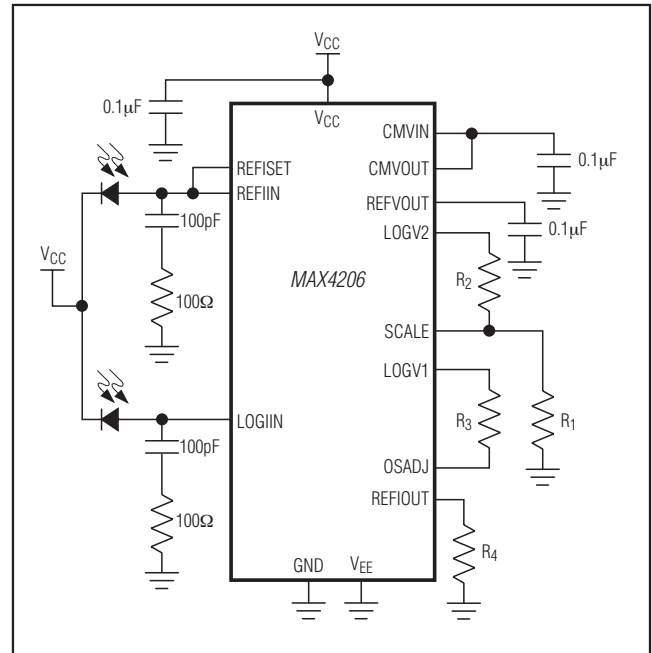 VCC
0.1µF
VCC
CMVIN
0.1µF
CMVOUT
REFISET
REFIIN
REFVOUT
0.1µF
100pF
LOGV2
VCC
MAX4206
R2
100Ω
SCALE
LOGV1
R3
R1
LOGIIN
100pF
OSADJ
REFIOUT
100Ω
R4
GND
VEE